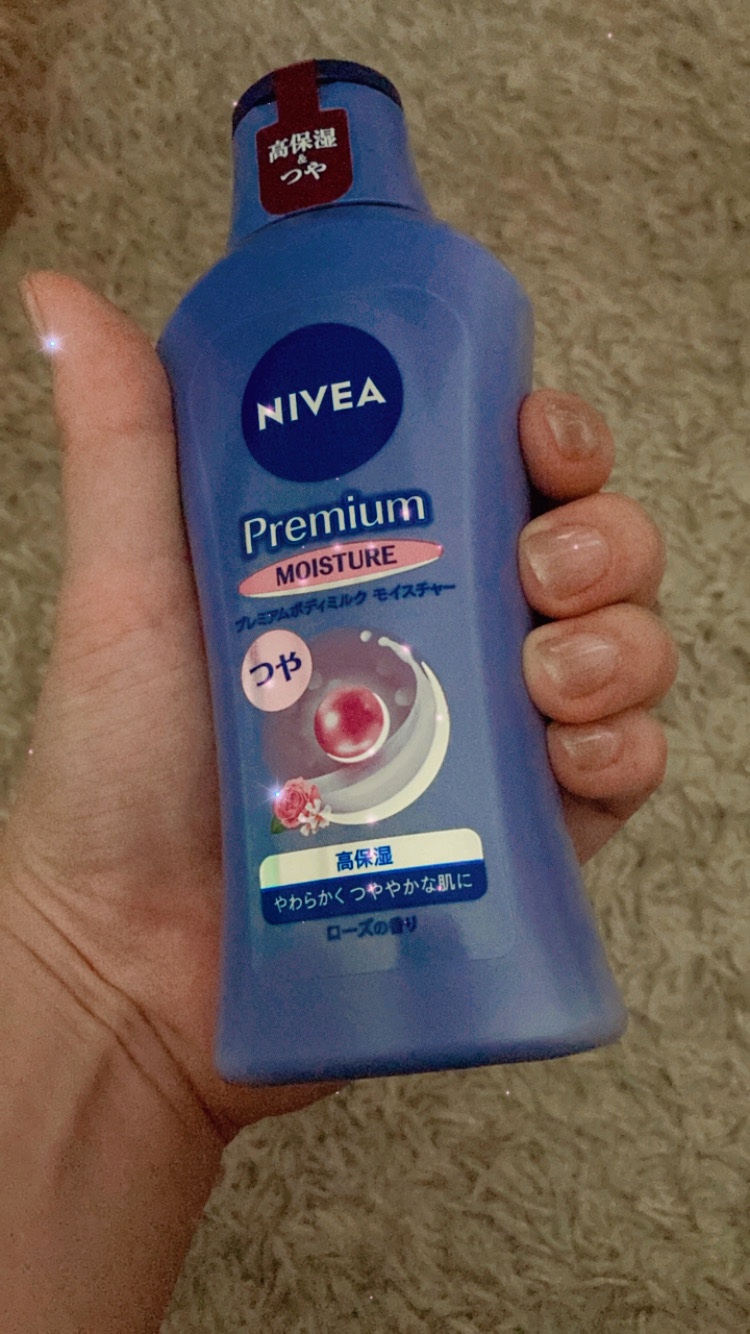 高保湿
&
つや
NIVEA
Premium
MOISTURE
プレミアムボディミルク モイスチャー
つや
高保湿
やわらかく つややかな肌に
ローズの香り